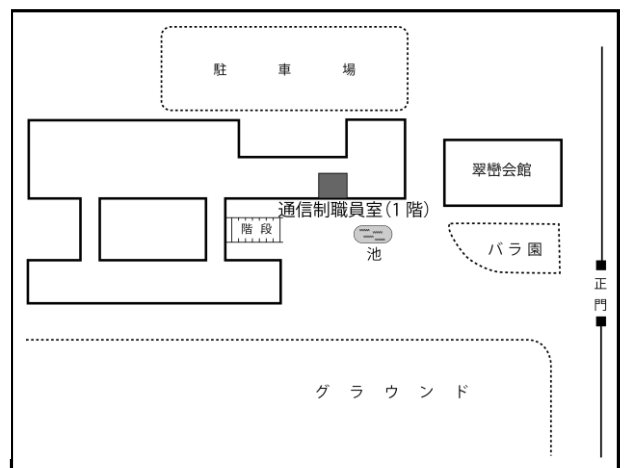 駐車場
翠巒会館
通信制職員室(1階)
階段
バラ園
池
正門
グラウンド